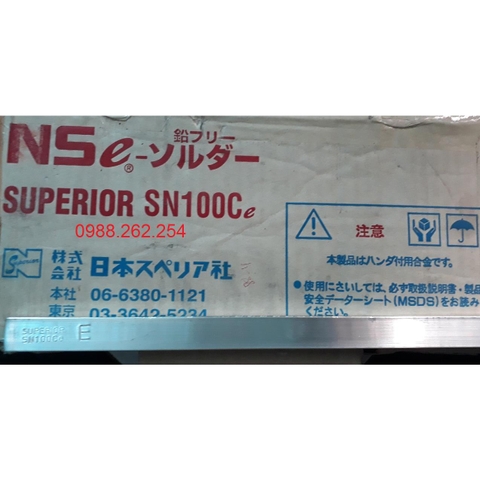 鉛フリー
NSe®-ソルダー
SUPERIOR SN100Ce
0988.262.254
注意
本製品はハンダ付用合金です。
株式会社 日本スペリア社
本社 06-6380-1121
東京 03-3642-5234
●使用にさいしては、必ず取扱説明書・製品
安全データーシート(MSDS)をお読み
ください。
SN100C
E